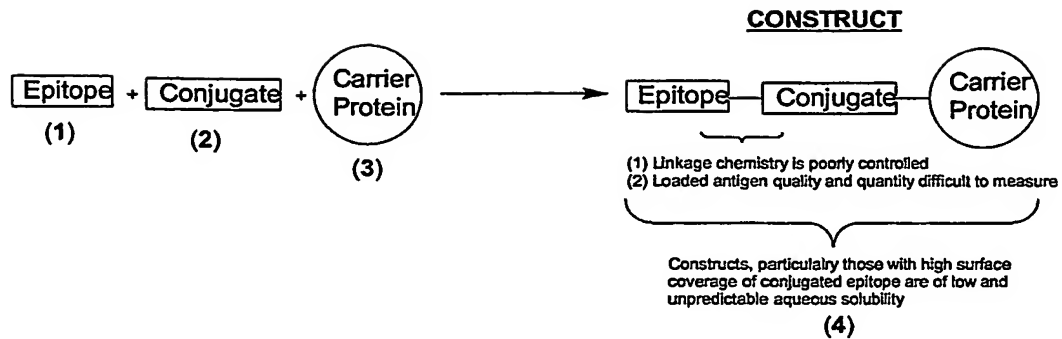 CONSTRUCT
Epitope + Conjugate + Carrier Protein
(1) (2) (3)
Epitope Conjugate Carrier Protein
(1) Linkage chemistry is poorly controlled
(2) Loaded antigen quality and quantity difficult to measure
Constructs, particulalry those with high surface
coverage of conjugated epitope are of low and
unpredictable aqueous solubility
(4)